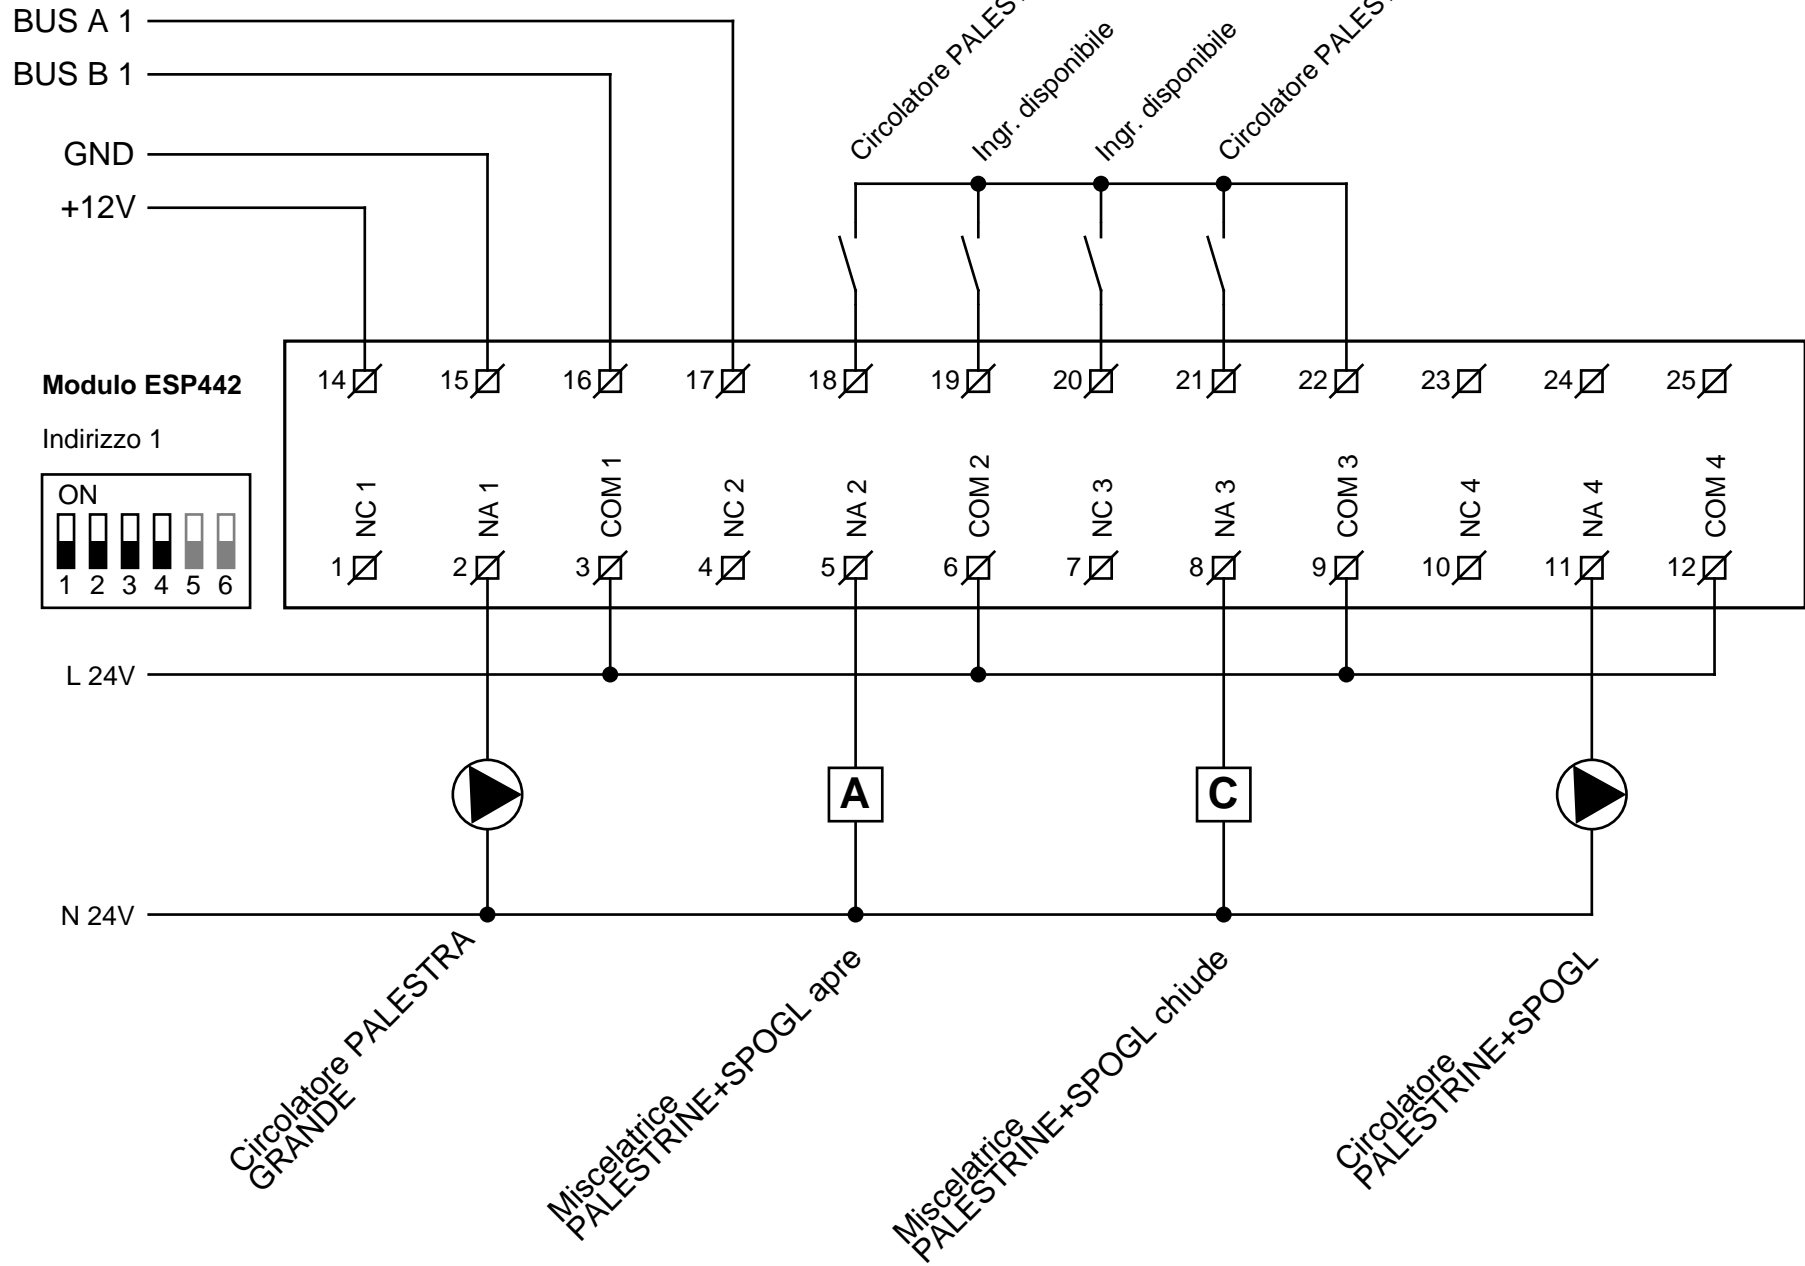 BUS A 1
BUS B 1
GND
+12V
Circolatore
Ingr. disponibile
Ingr. disponibile
Circolatore
Modulo ESP442
Indirizzo 1
ON
1 2 3 4 5 6
14 15 16 17 18 19 20 21 22 23 24 25
NC 1 NA 1 COM 1 NC 2 NA 2 COM 2 NC 3 NA 3 COM 3 NC 4 NA 4 COM 4
1 2 3 4 5 6 7 8 9 10 11 12
L 24V
A
C
N 24V
Circolatore PALESTRA
GRANDE
Miscelatrice
PALESTRINE+SPOGL apre
Miscelatrice
PALESTRINE+SPOGL chiude
Circolatore
PALESTRINE+SPOGL